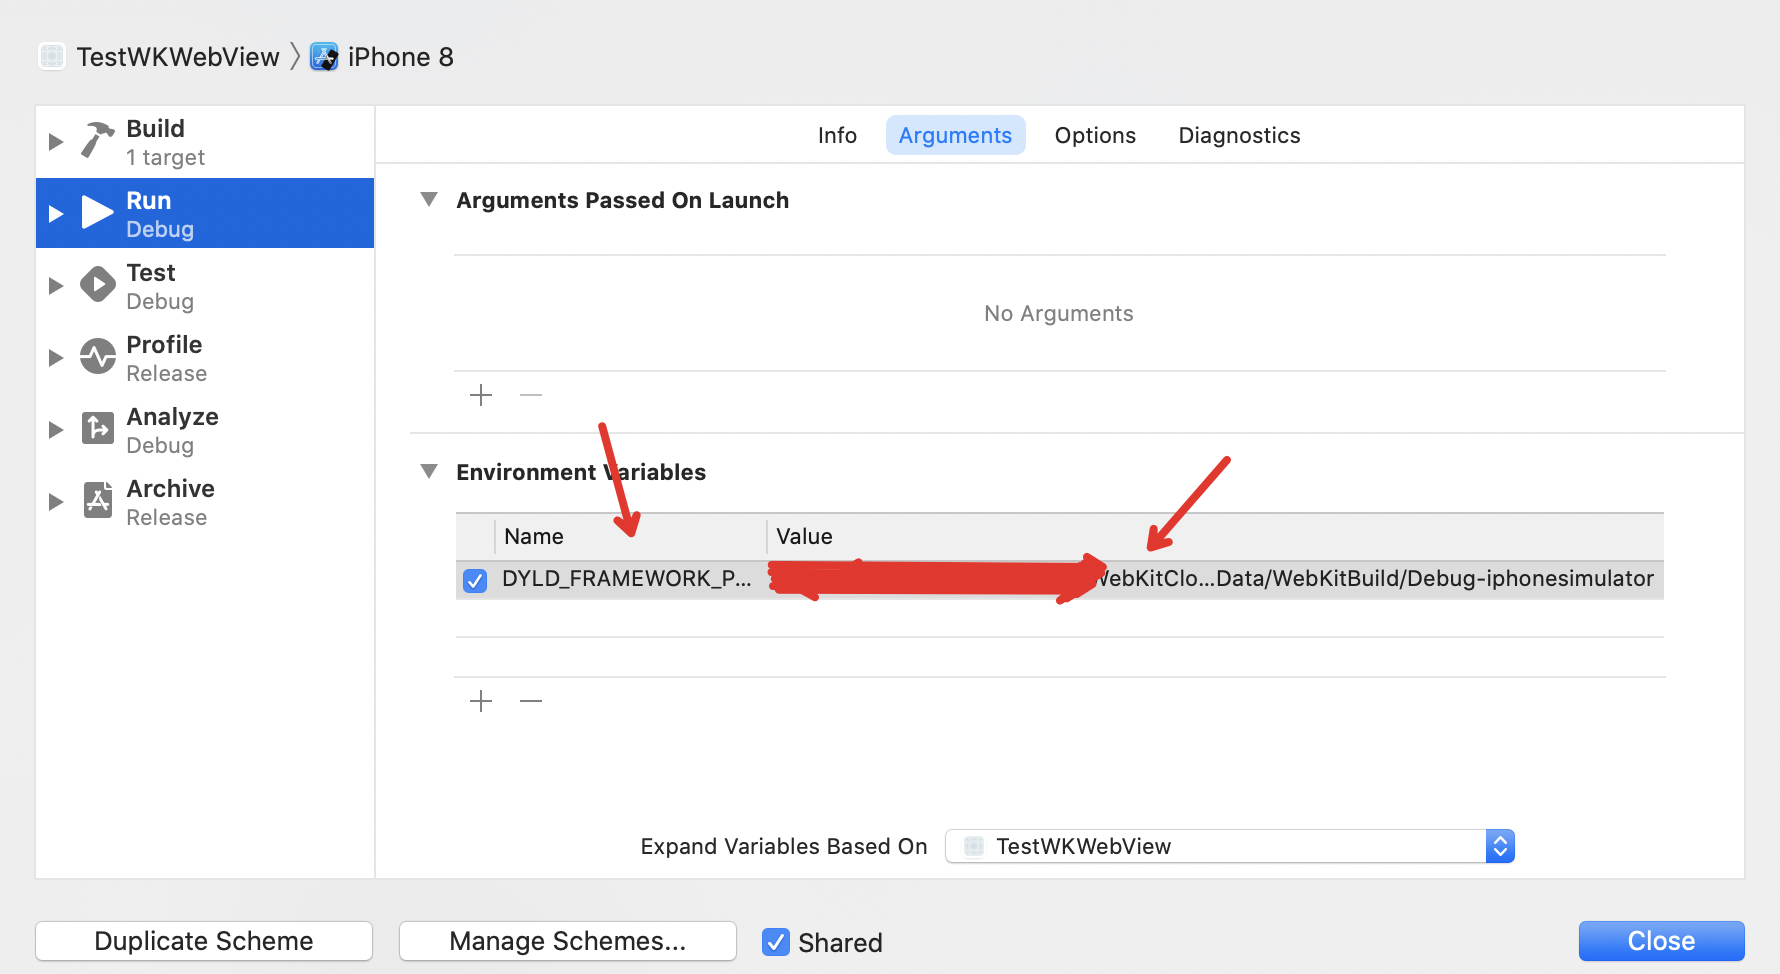 TestWKWebView
iPhone 8
Build
1 target
Run
Debug
Test
Debug
Profile
Release
Analyze
Debug
Archive
Release
Info Arguments Options Diagnostics
Arguments Passed On Launch
No Arguments
Environment Variables
Name Value
DYLD_FRAMEWORK_P... WebKitClo...Data/WebKitBuild/Debug-iphonesimulator
Expand Variables Based On TestWKWebView
Duplicate Scheme Manage Schemes... Shared Close